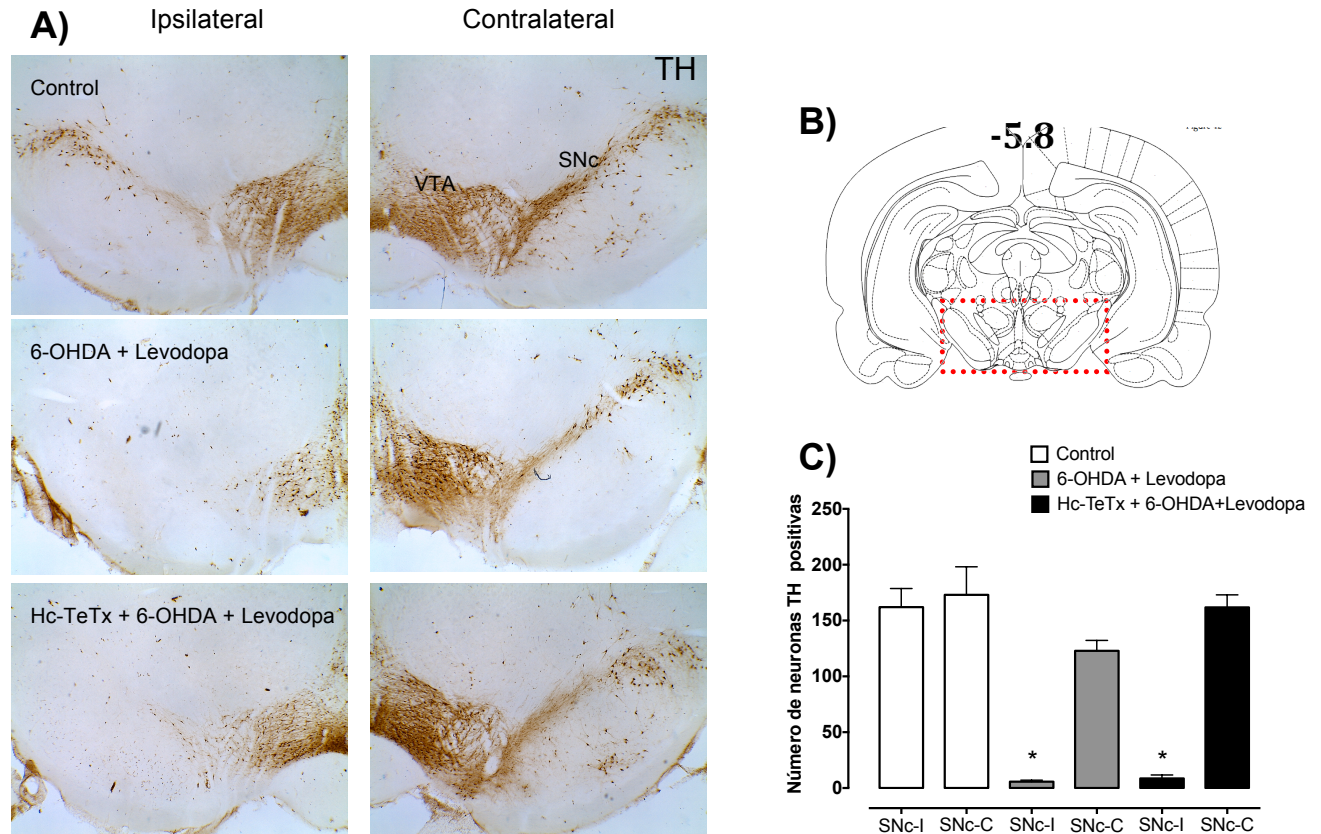 A)
Ipsilateral
Contralateral
Control
TH
VTA
SNc
6-OHDA + Levodopa
Hc-TeTx + 6-OHDA + Levodopa
B)
-5.8
C)
Control
6-OHDA + Levodopa
Hc-TeTx + 6-OHDA+Levodopa
Número de neuronas TH positivas
250
200
150
100
50
0
*
*
SNc-I SNc-C SNc-I SNc-C SNc-I SNc-C